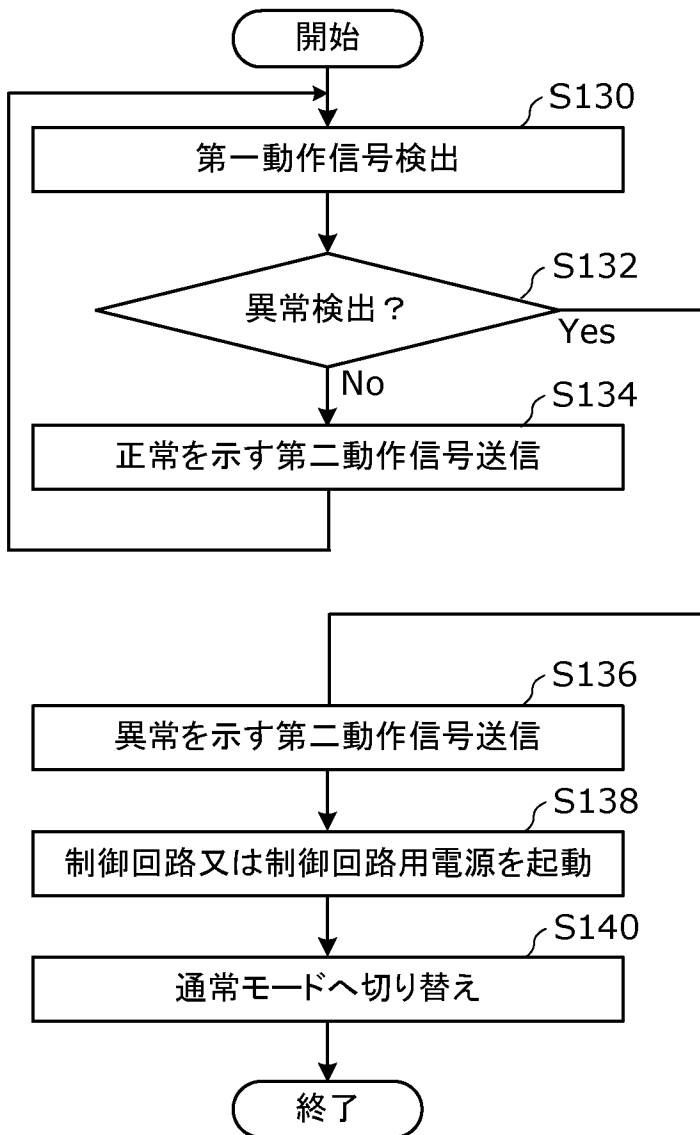 開始
S130
第一動作信号検出
S132
異常検出？
Yes
No
S134
正常を示す第二動作信号送信
S136
異常を示す第二動作信号送信
S138
制御回路又は制御回路用電源を起動
S140
通常モードへ切り替え
終了